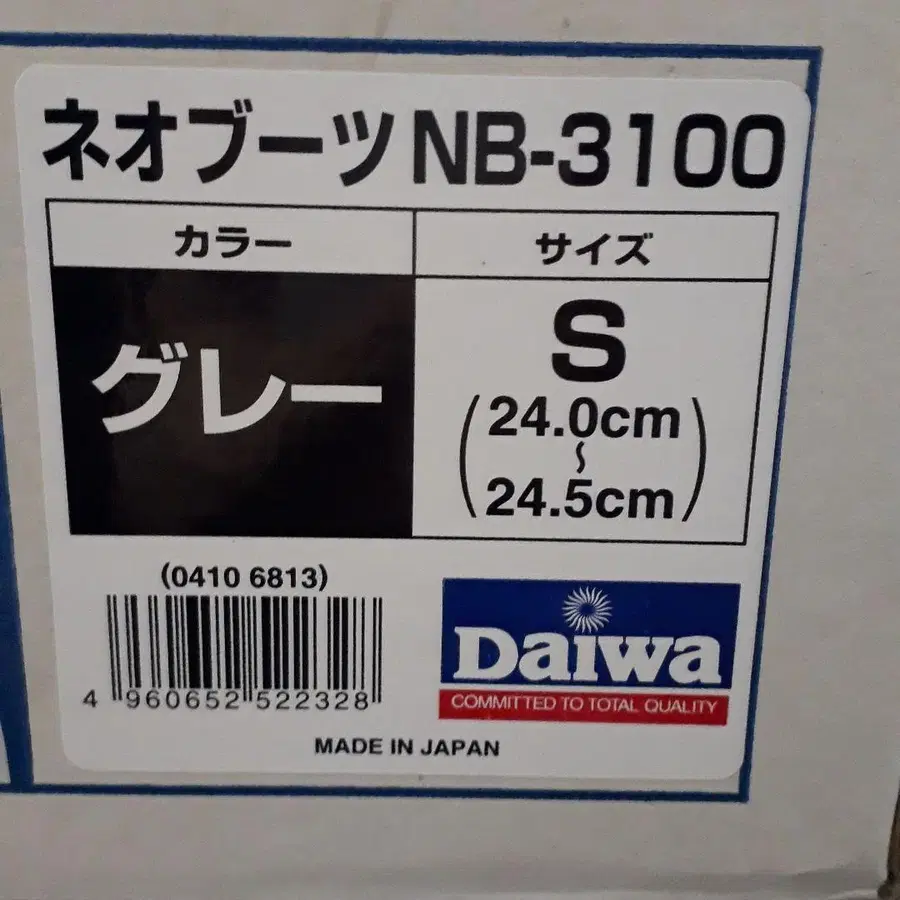 ネオブーツNB-3100
カラー
サイズ
グレー
S
(24.0cm
～
24.5cm)
(0410 6813)
4 960652 522328
Daiwa
COMMITTED TO TOTAL QUALITY
MADE IN JAPAN